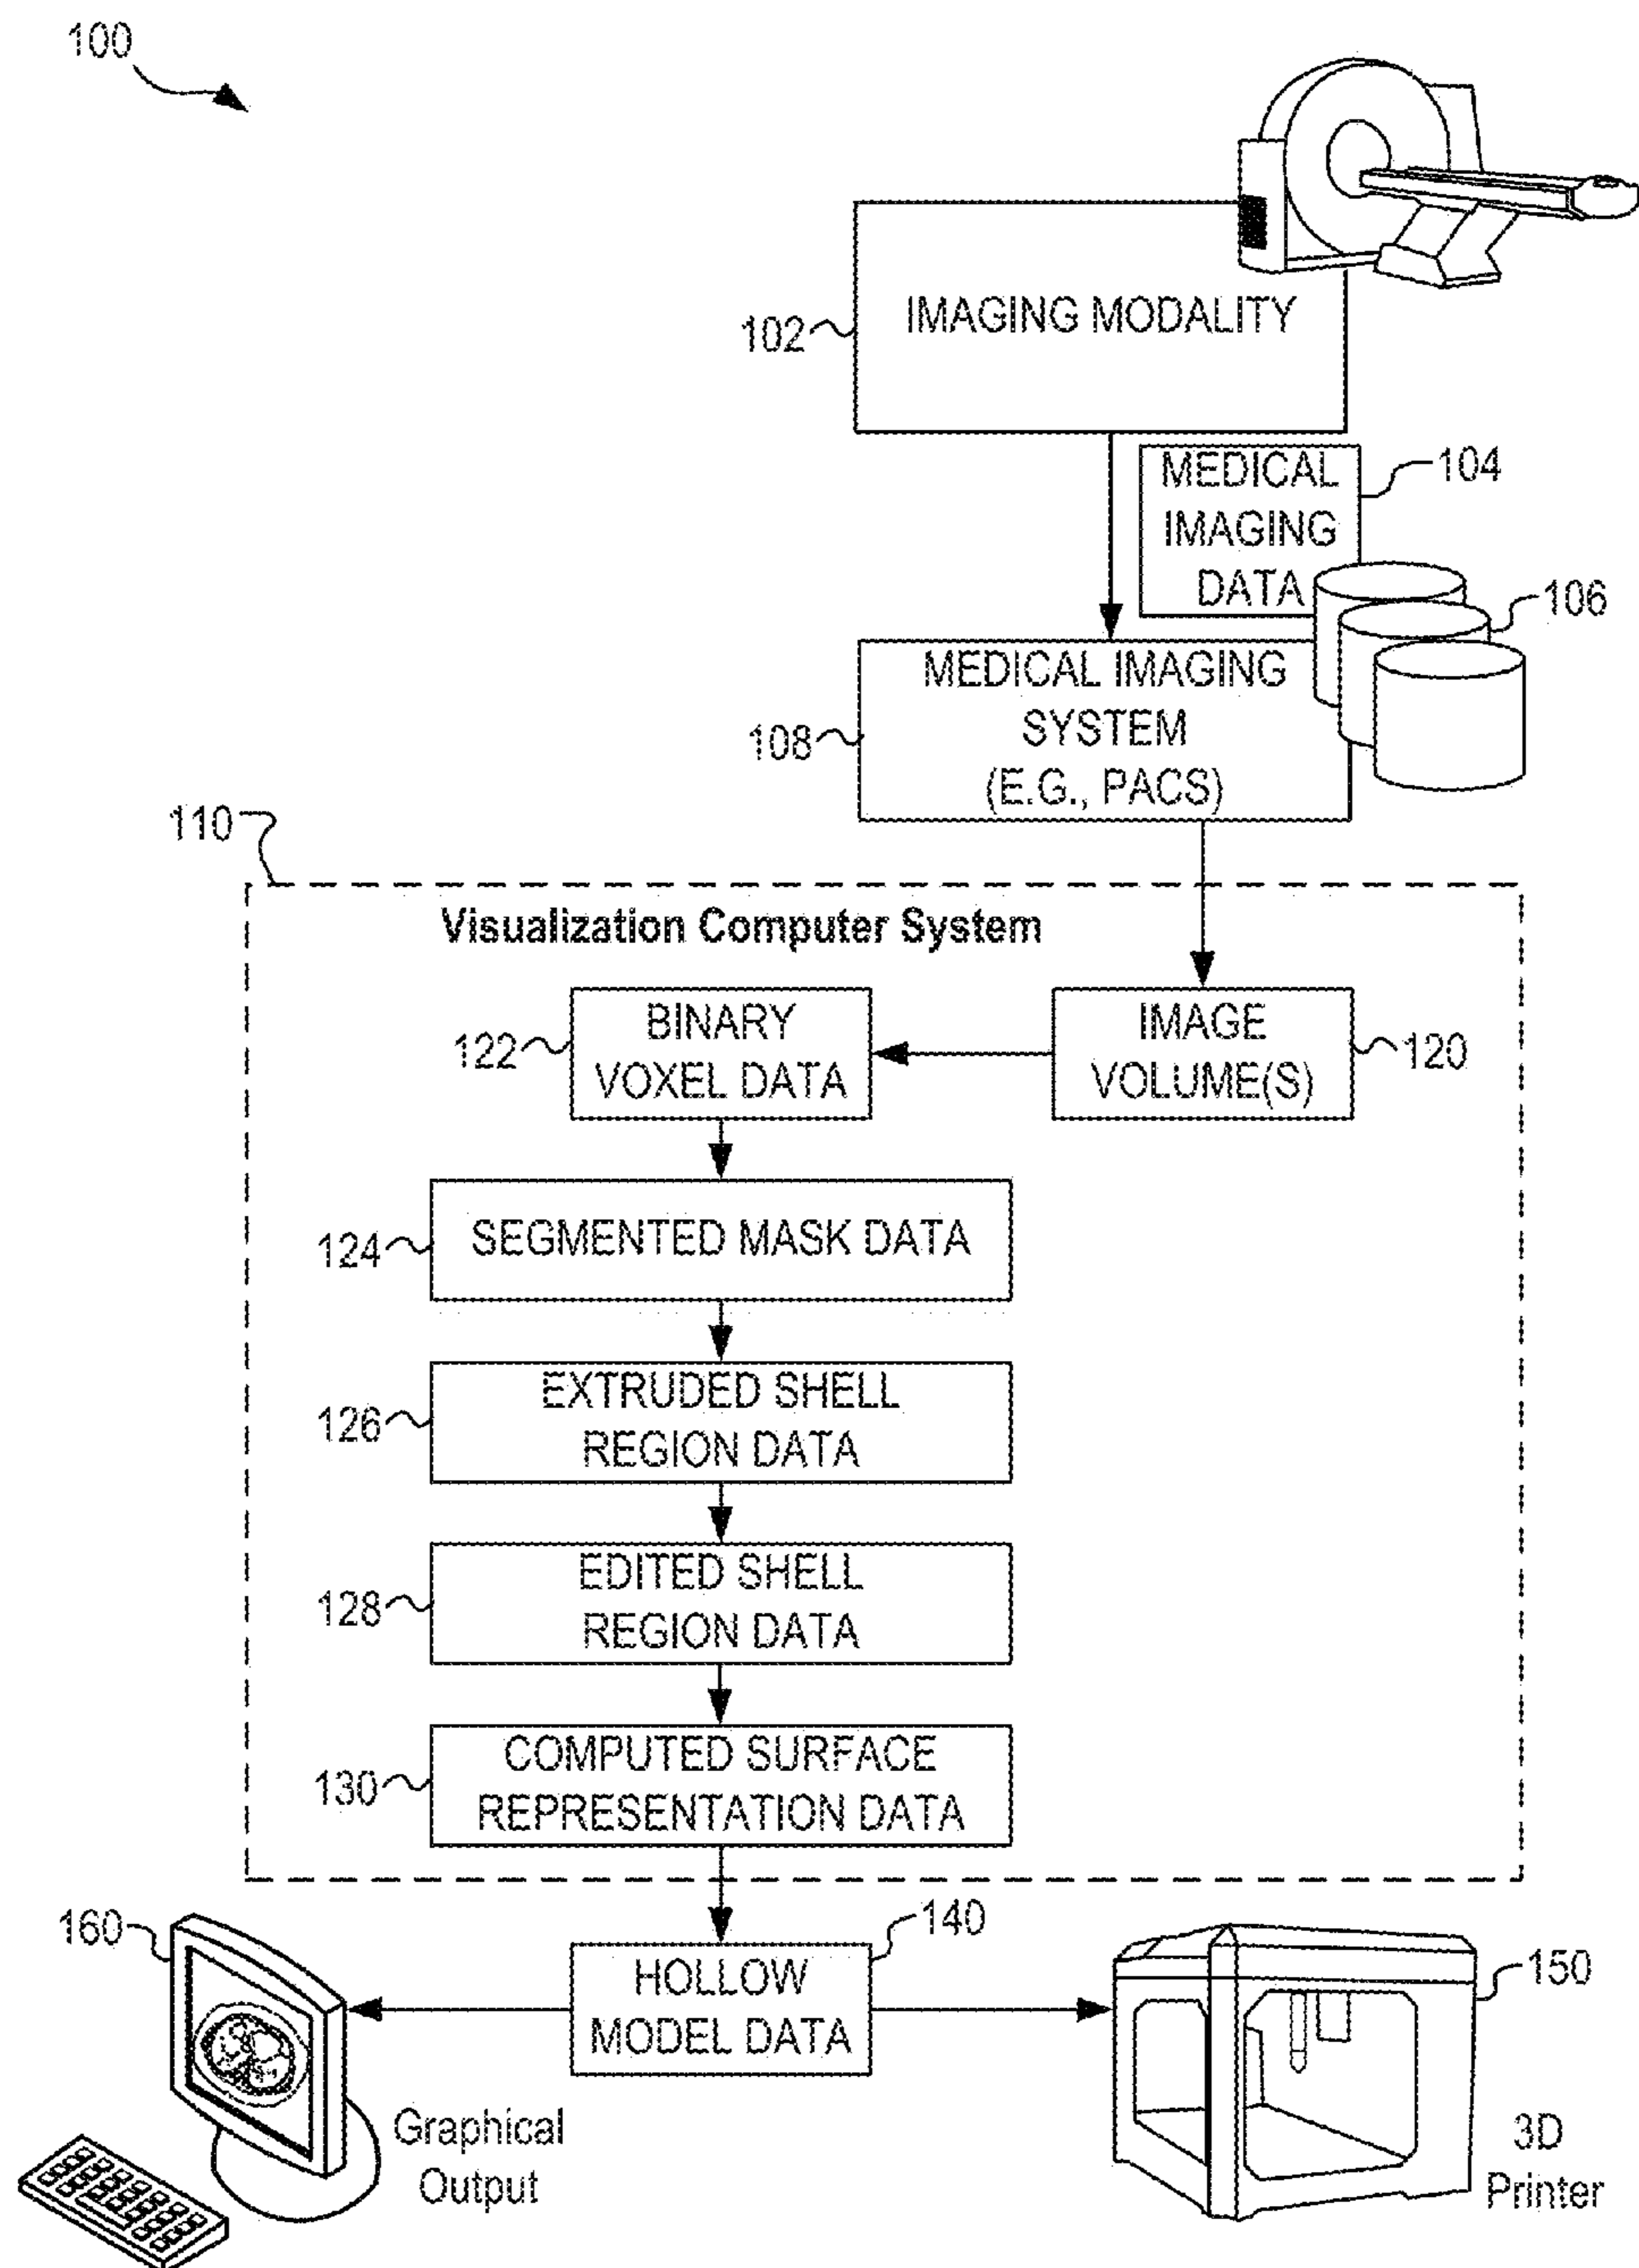 100
IMAGING MODALITY
102
MEDICAL
IMAGING
DATA
104
106
MEDICAL IMAGING
SYSTEM
(E.G., PACS)
108
110
Visualization Computer System
BINARY
VOXEL DATA
122
IMAGE
VOLUME(S)
120
SEGMENTED MASK DATA
124
EXTRUDED SHELL
REGION DATA
126
EDITED SHELL
REGION DATA
128
COMPUTED SURFACE
REPRESENTATION DATA
130
160
HOLLOW
MODEL DATA
140
150
Graphical
Output
3D
Printer